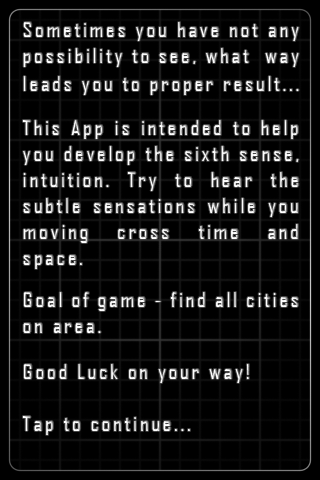 Sometimes you have not any
possibility to see, what way
leads you to proper result...
This App is intended to help
you develop the sixth sense,
intuition. Try to hear the
subtle sensations while you
moving cross time and
space.
Goal of game - find all cities
on area.
Good Luck on your way!
Tap to continue...